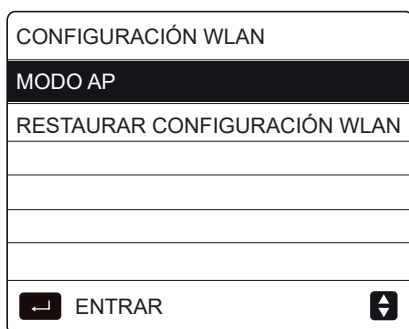 CONFIGURACIÓN WLAN
MODO AP
RESTAURAR CONFIGURACIÓN WLAN
ENTRAR